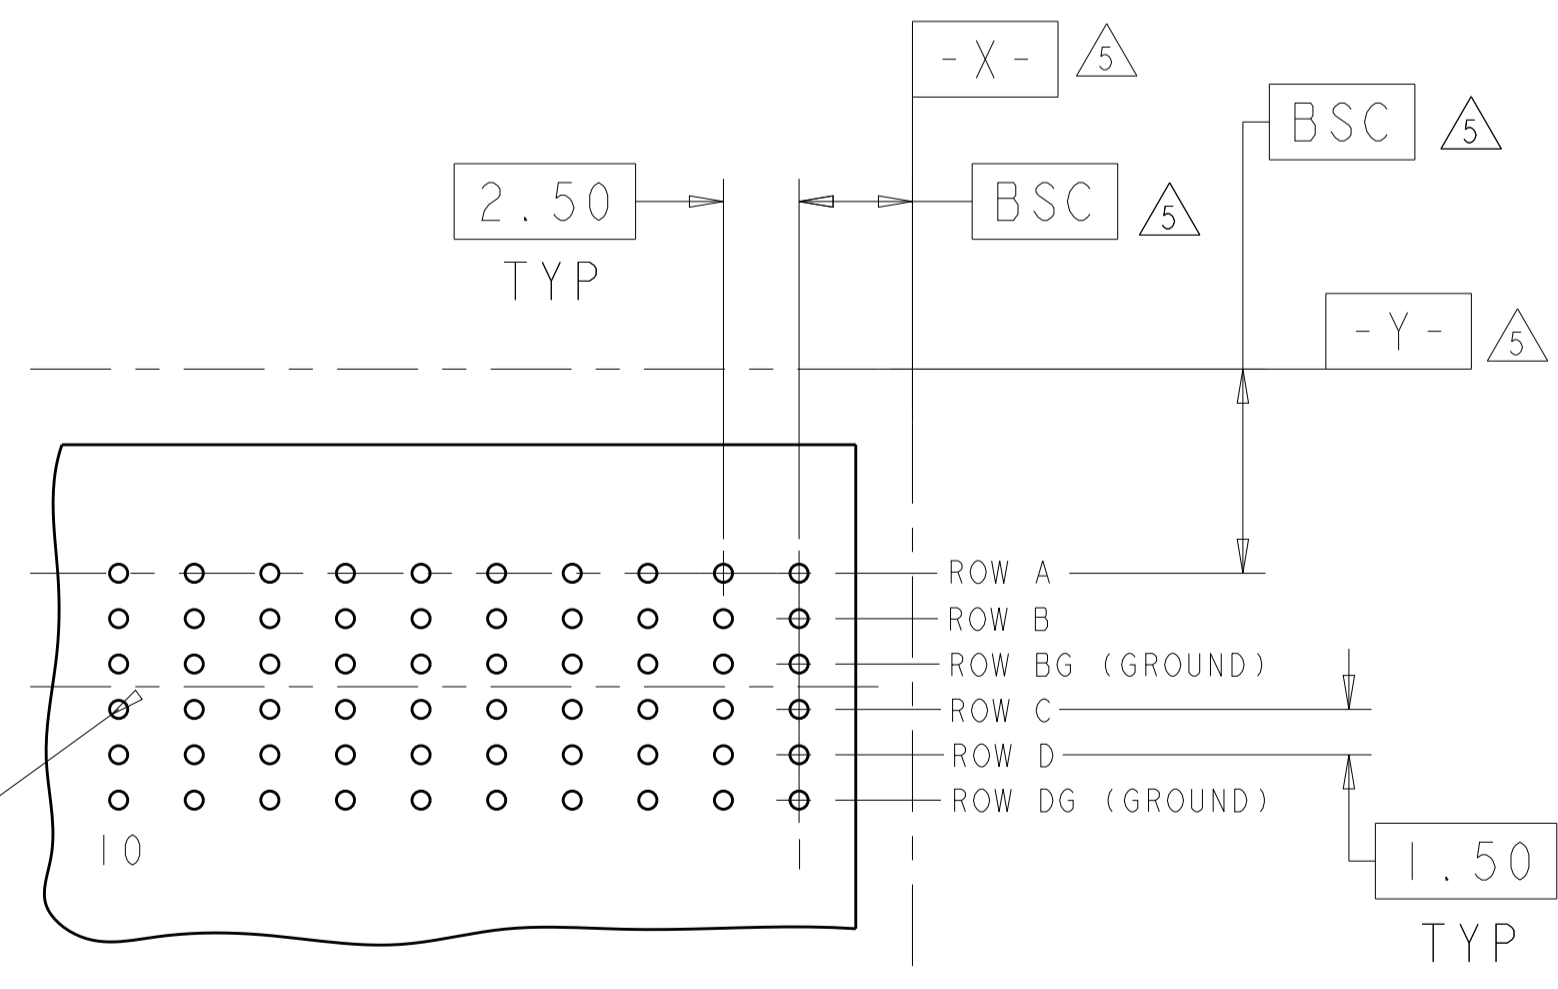 -X- 5
BSC 5
2.50
TYP
BSC 5
-Y- 5
ROW A
ROW B
ROW BG (GROUND)
ROW C
ROW D
ROW DG (GROUND)
10
1
1.50
TYP